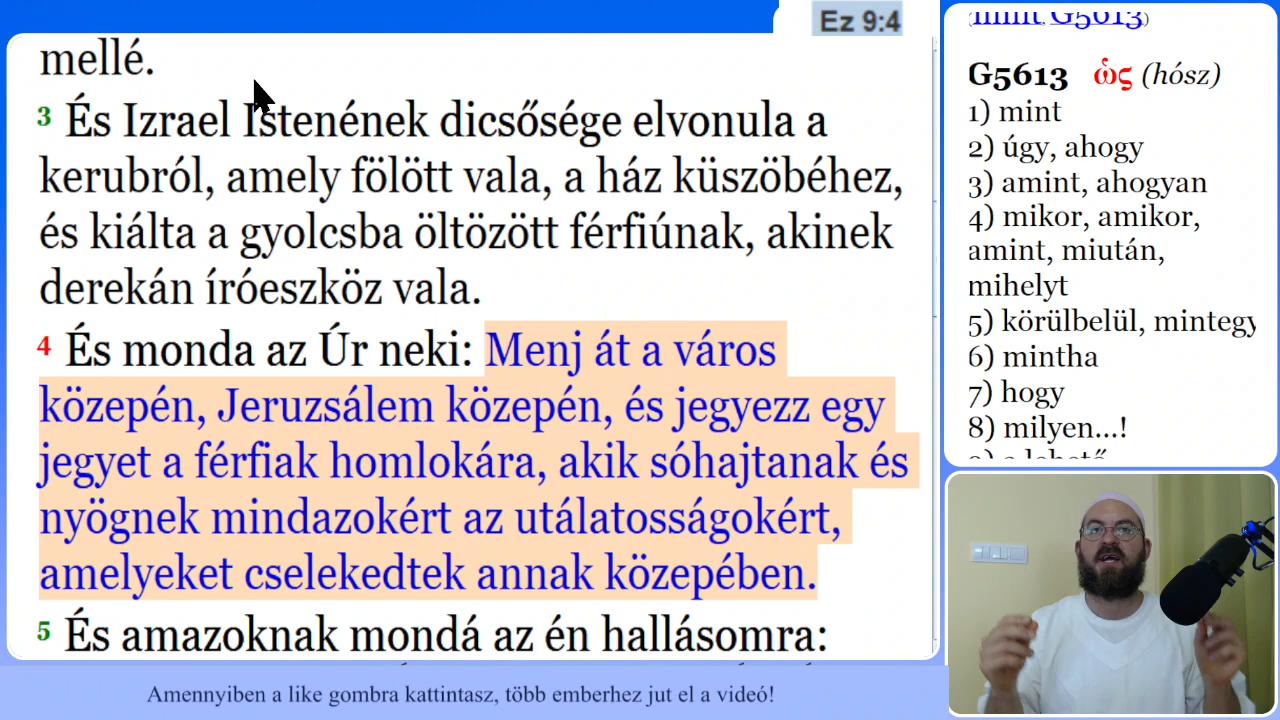 Ez 9:4
mellé.
3 És Izrael Istenének dicsősége elvonula a
kerubról, amely fölött vala, a ház küszöbéhez,
és kiálta a gyolcsba öltözött férfiúnak, akinek
derekán íróeszköz vala.
4 És monda az Úr neki: Menj át a város
közepén, Jeruzsálem közepén, és jegyezz egy
jegyet a férfiak homlokára, akik sóhajtanak és
nyögnek mindazokért az utálatosságokért,
amelyeket cselekedtek annak közepében.
5 És amazoknak mondá az én hallásomra:
(mint, G5613)
G5613 ὡς (hósz)
1) mint
2) úgy, ahogy
3) amint, ahogyan
4) mikor, amikor,
amint, miután,
mihelyt
5) körülbelül, mintegy
6) mintha
7) hogy
8) milyen...!
Amennyiben a like gombra kattintasz, több emberhez jut el a videó!